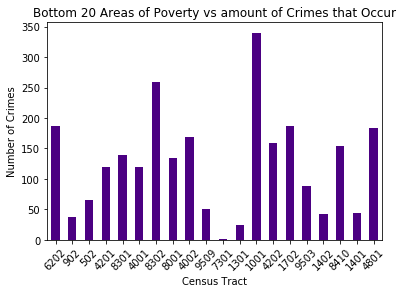 Bottom 20 Areas of Poverty vs amount of Crimes that Occur
350
300
250
200
150
100
50
0
Number of Crimes
6202 902 502 4201 8301 4001 8302 8001 4002 9509 7301 1301 1001 4202 1702 9503 1402 8410 1401 4801
Census Tract